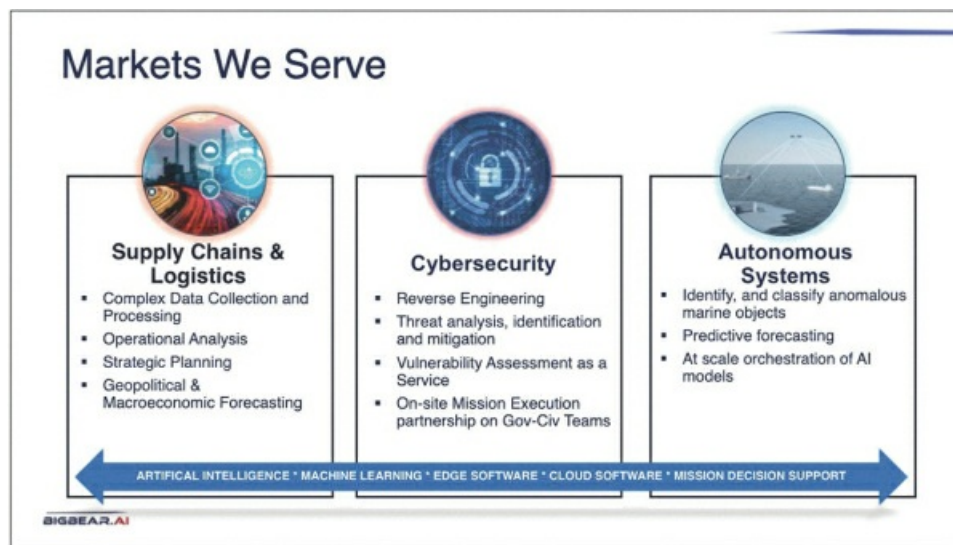 Markets We Serve
Supply Chains &
Logistics
▪ Complex Data Collection and
Processing
▪ Operational Analysis
▪ Strategic Planning
▪ Geopolitical &
Macroeconomic Forecasting
Cybersecurity
▪ Reverse Engineering
▪ Threat analysis, identification
and mitigation
▪ Vulnerability Assessment as a
Service
▪ On-site Mission Execution
partnership on Gov-Civ Teams
Autonomous
Systems
▪ Identify, and classify anomalous
marine objects
▪ Predictive forecasting
▪ At scale orchestration of AI
models
ARTIFICAL INTELLIGENCE * MACHINE LEARNING * EDGE SOFTWARE * CLOUD SOFTWARE * MISSION DECISION SUPPORT
BIGBEAR.AI